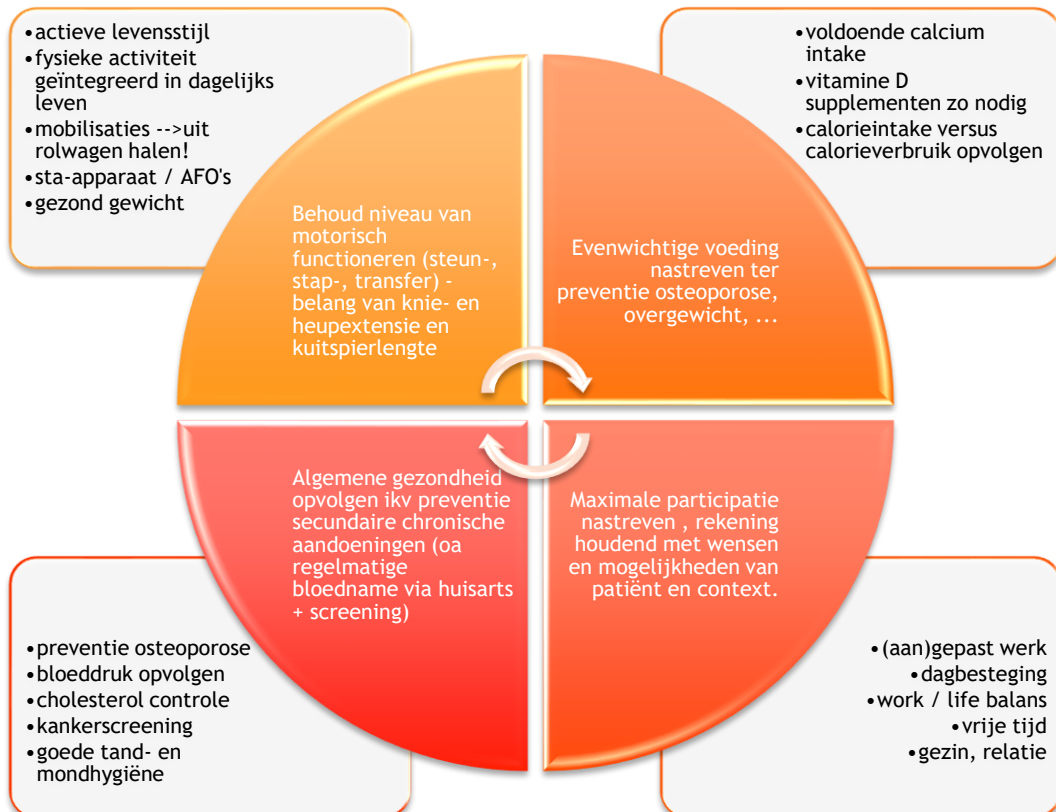 •actieve levensstijl
•fysieke activiteit
geïntegreerd in dagelijks
leven
•mobilisaties -->uit
rolwagen halen!
•sta-apparaat / AFO's
•gezond gewicht
•voldoende calcium
intake
•vitamine D
supplementen zo nodig
•calorieintake versus
calorieverbruik opvolgen
Behoud niveau van
motorisch
functioneren (steun-,
stap-, transfer) -
belang van knie- en
heupextensie en
kuitspierlengte
Evenwichtige voeding
nastreven ter
preventie osteoporose,
overgewicht, ...
Algemene gezondheid
opvolgen ikv preventie
secundaire chronische
aandoeningen (oa
regelmatige
bloedname via huisarts
+ screening)
Maximale participatie
nastreven , rekening
houdend met wensen
en mogelijkheden van
patiënt en context.
•preventie osteoporose
•bloeddruk opvolgen
•cholesterol controle
•kankerscreening
•goede tand- en
mondhygiëne
•(aan)gepast werk
•dagbesteging
•work / life balans
•vrije tijd
•gezin, relatie